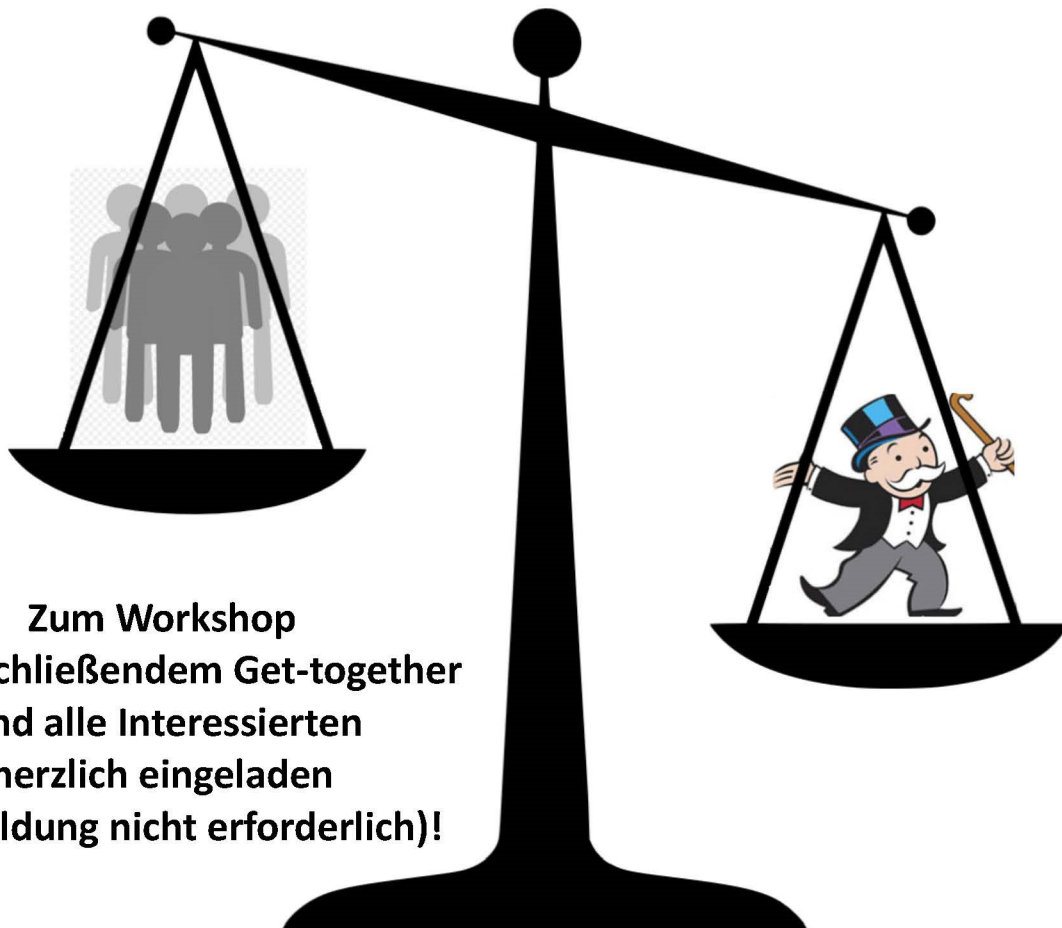 Zum Workshop
chließendem Get-together
nd alle Interessierten
herzlich eingeladen
ldung nicht erforderlich)!